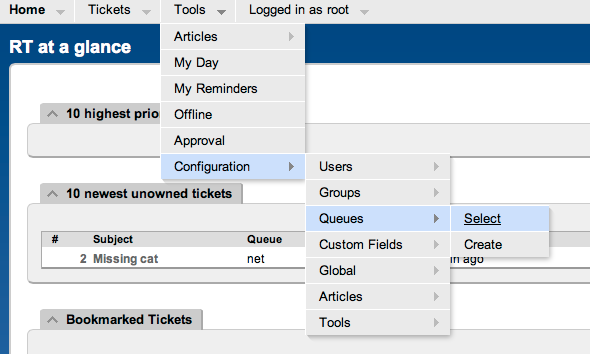 Home Tickets Tools Logged in as root
RT at a glance
Articles
My Day
My Reminders
Offline
Approval
Configuration
10 highest prio
Users
Groups
Queues
Custom Fields
Global
Articles
Tools
Select
Create
10 newest unowned tickets
# Subject Queue
2 Missing cat net in ago
Bookmarked Tickets